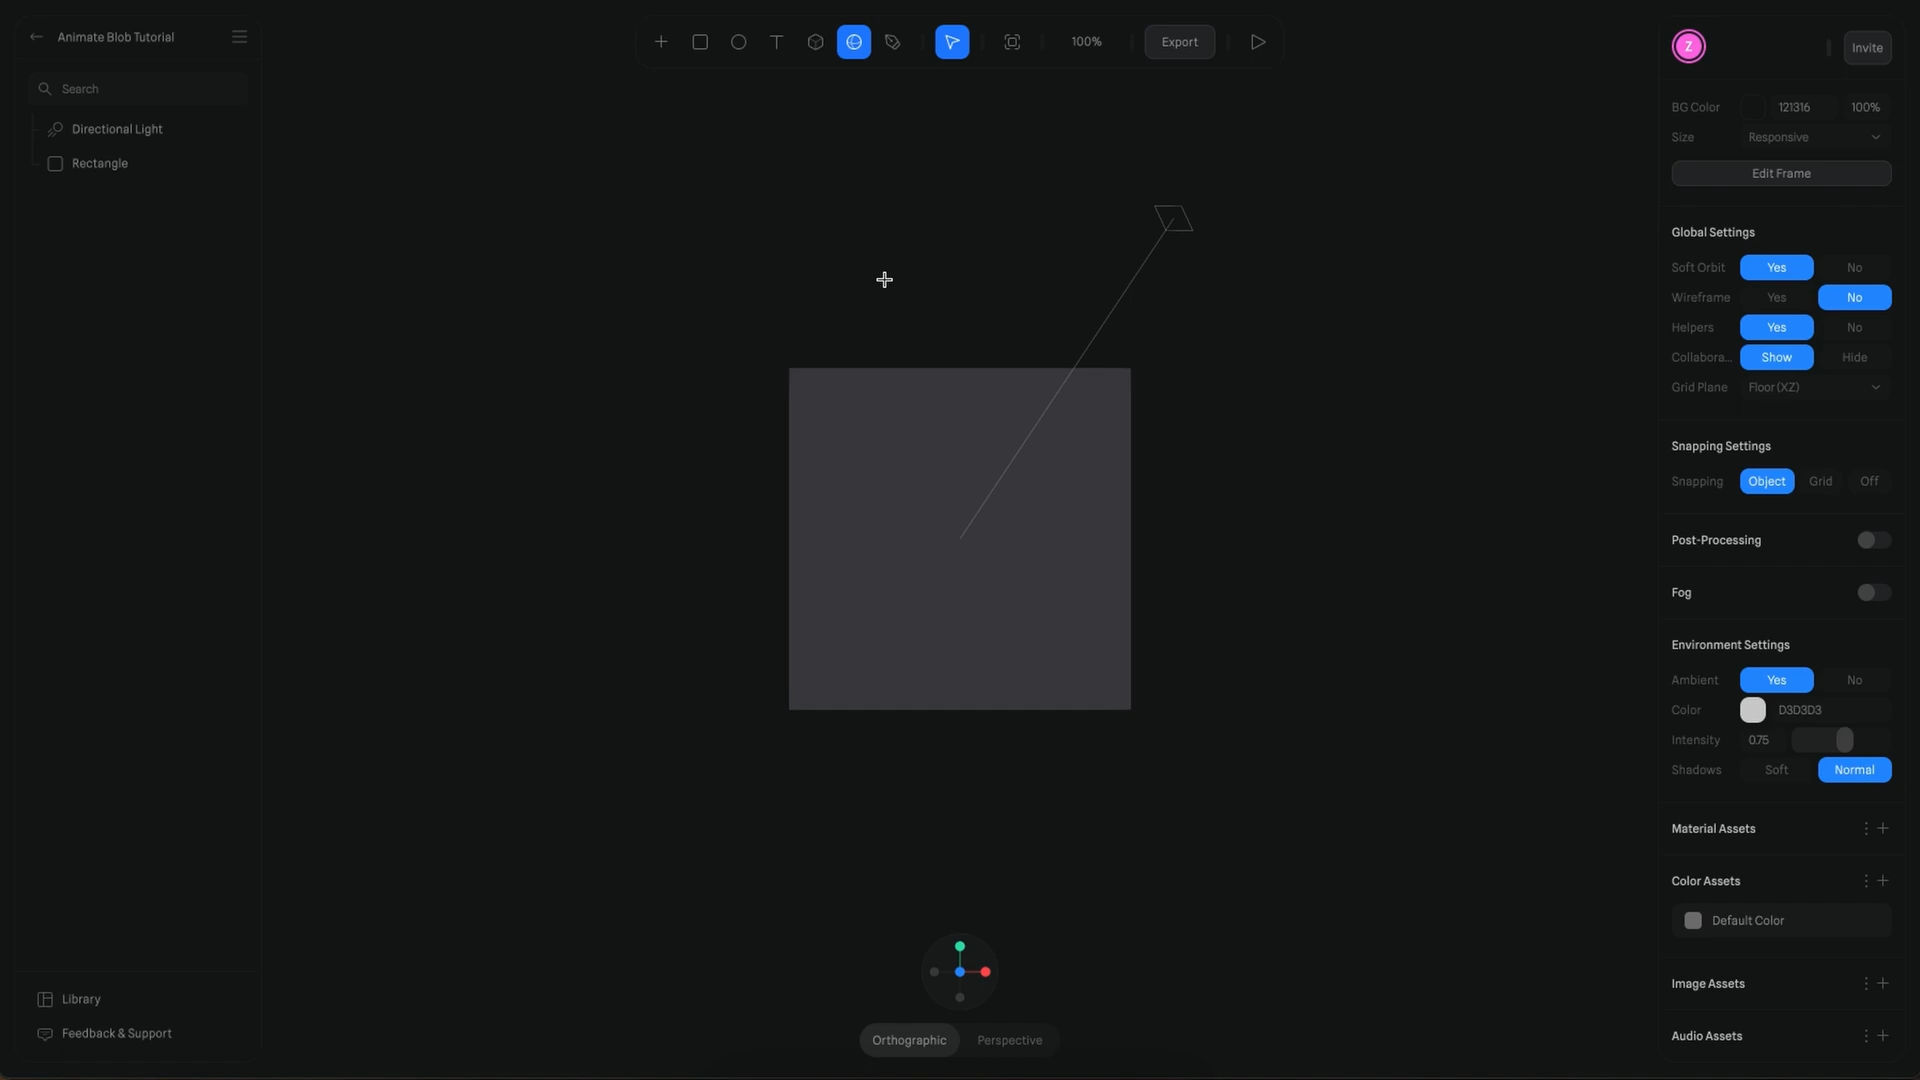 Animate Blob Tutorial
Search
Directional Light
Rectangle
Library
Feedback & Support
100%
Export
Orthographic
Perspective
Z
Invite
BG Color 121316 100%
Size Responsive
Edit Frame
Global Settings
Soft Orbit Yes No
Wireframe Yes No
Helpers Yes No
Collabora... Show Hide
Grid Plane Floor (XZ)
Snapping Settings
Snapping Object Grid Off
Post-Processing
Fog
Environment Settings
Ambient Yes No
Color D3D3D3
Intensity 0.75
Shadows Soft Normal
Material Assets
Color Assets
Default Color
Image Assets
Audio Assets